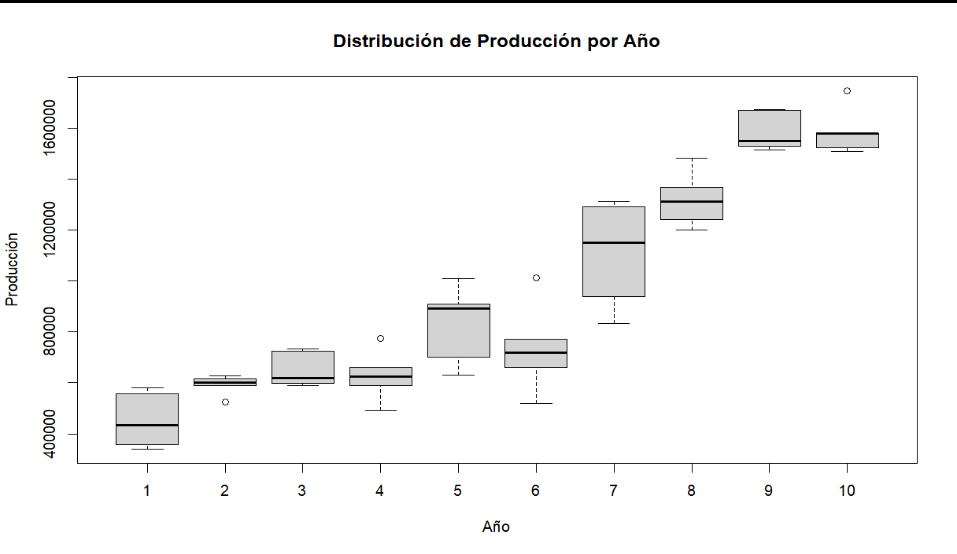 Distribución de Producción por Año
Producción
1600000
1200000
800000
400000
1 2 3 4 5 6 7 8 9 10
Año